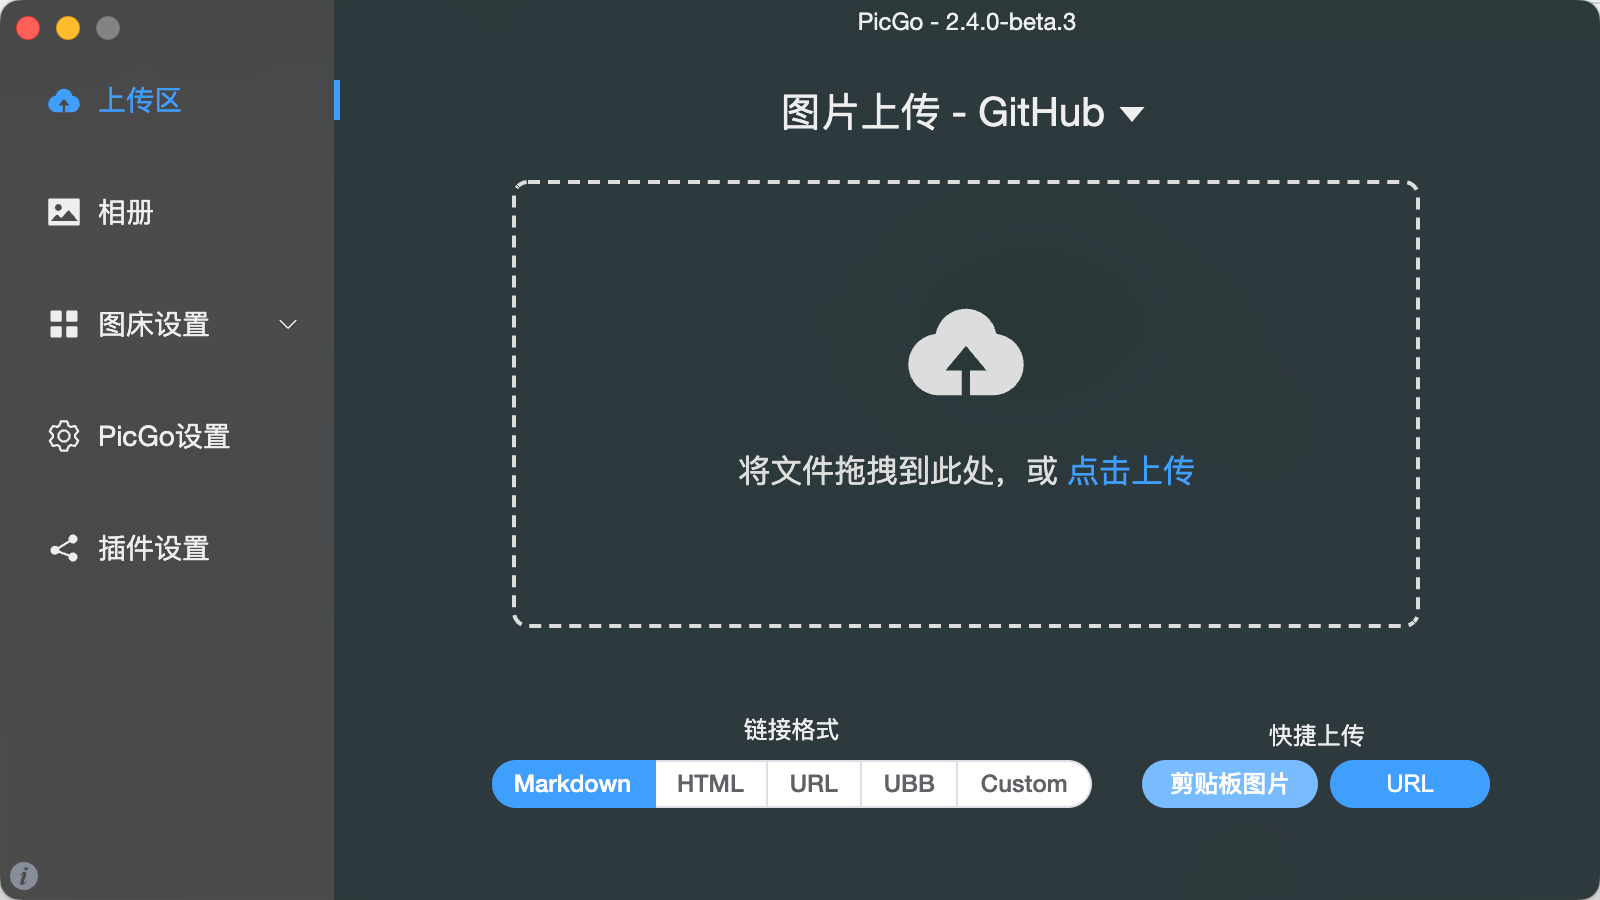 PicGo - 2.4.0-beta.3
上传区
相册
图床设置
PicGo设置
插件设置
图片上传 - GitHub
将文件拖拽到此处，或 点击上传
链接格式
Markdown HTML URL UBB Custom
快捷上传
剪贴板图片 URL
i